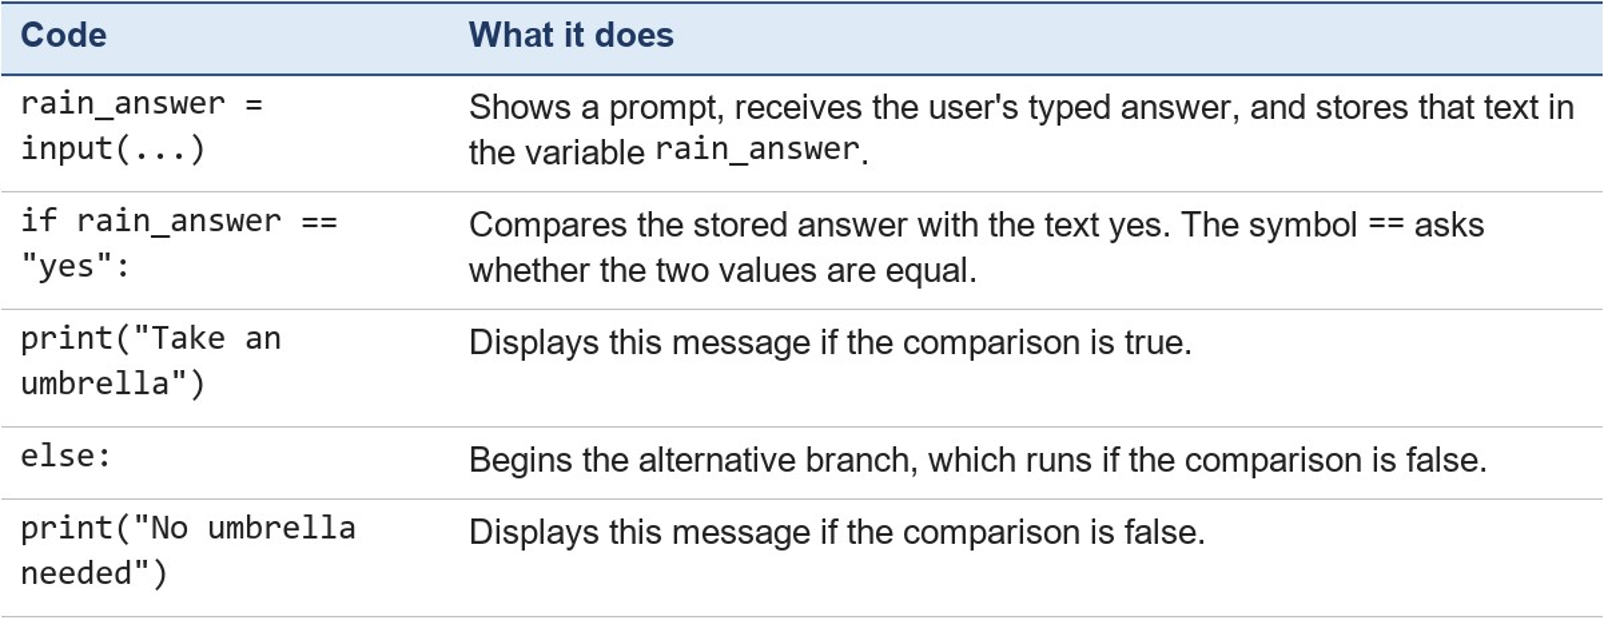 Code What it does
rain_answer =
input(...)
Shows a prompt, receives the user's typed answer, and stores that text in
the variable rain_answer.
if rain_answer ==
"yes":
Compares the stored answer with the text yes. The symbol == asks
whether the two values are equal.
print("Take an
umbrella")
Displays this message if the comparison is true.
else:
Begins the alternative branch, which runs if the comparison is false.
print("No umbrella
needed")
Displays this message if the comparison is false.